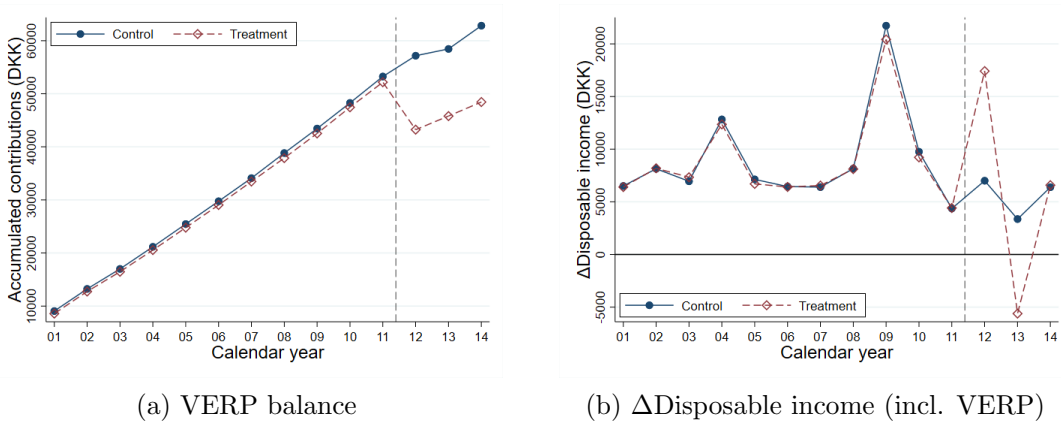 Accumulated contributions (DKK)
60000
50000
40000
30000
20000
10000
Control
Treatment
01 02 03 04 05 06 07 08 09 10 11 12 13 14
Calendar year
(a) VERP balance
ΔDisposable income (DKK)
20000
15000
10000
5000
0
-5000
Control
Treatment
01 02 03 04 05 06 07 08 09 10 11 12 13 14
Calendar year
(b) ΔDisposable income (incl. VERP)